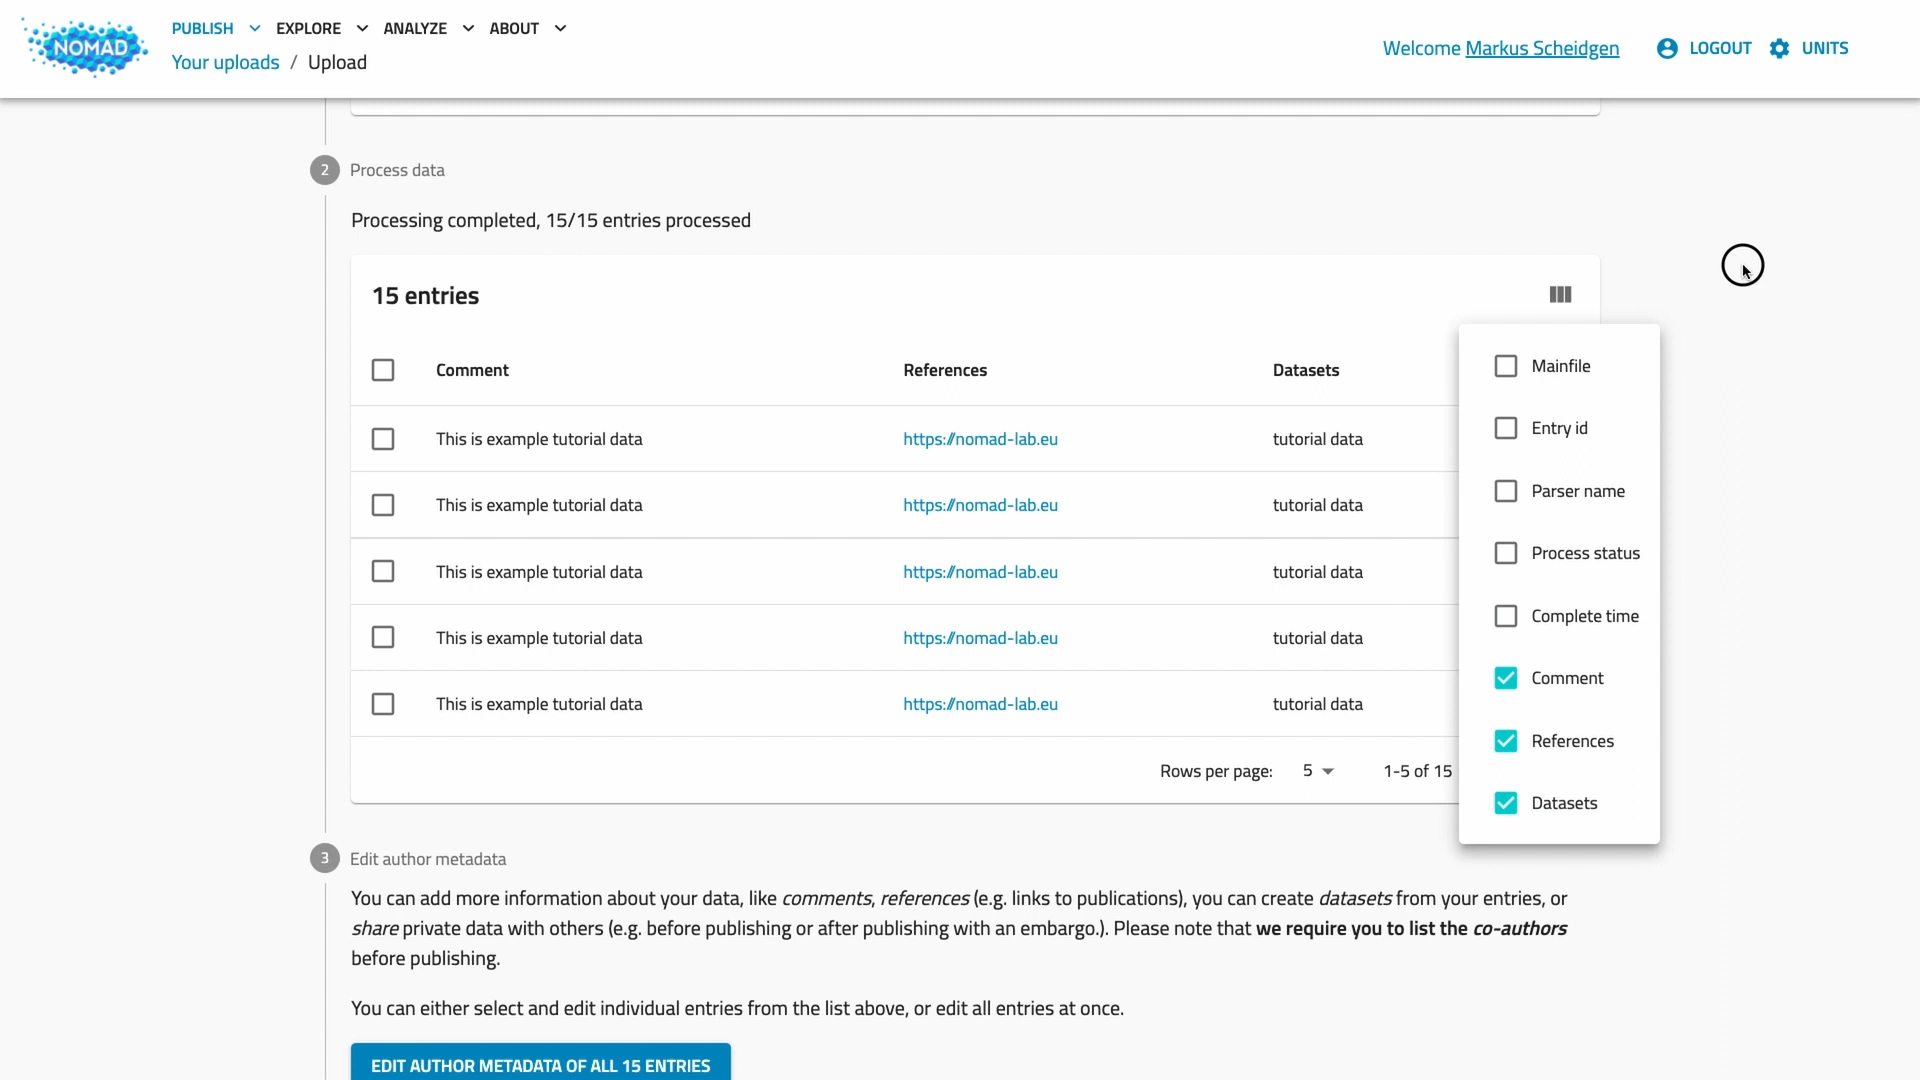 NOMAD
PUBLISH EXPLORE ANALYZE ABOUT
Your uploads / Upload
Welcome Markus Scheidgen LOGOUT UNITS
2 Process data
Processing completed, 15/15 entries processed
15 entries
Comment References Datasets
This is example tutorial data https://nomad-lab.eu tutorial data
This is example tutorial data https://nomad-lab.eu tutorial data
This is example tutorial data https://nomad-lab.eu tutorial data
This is example tutorial data https://nomad-lab.eu tutorial data
This is example tutorial data https://nomad-lab.eu tutorial data
Rows per page: 5 1-5 of 15
Mainfile
Entry id
Parser name
Process status
Complete time
Comment
References
Datasets
3 Edit author metadata
You can add more information about your data, like comments, references (e.g. links to publications), you can create datasets from your entries, or
share private data with others (e.g. before publishing or after publishing with an embargo.). Please note that we require you to list the co-authors
before publishing.
You can either select and edit individual entries from the list above, or edit all entries at once.
EDIT AUTHOR METADATA OF ALL 15 ENTRIES